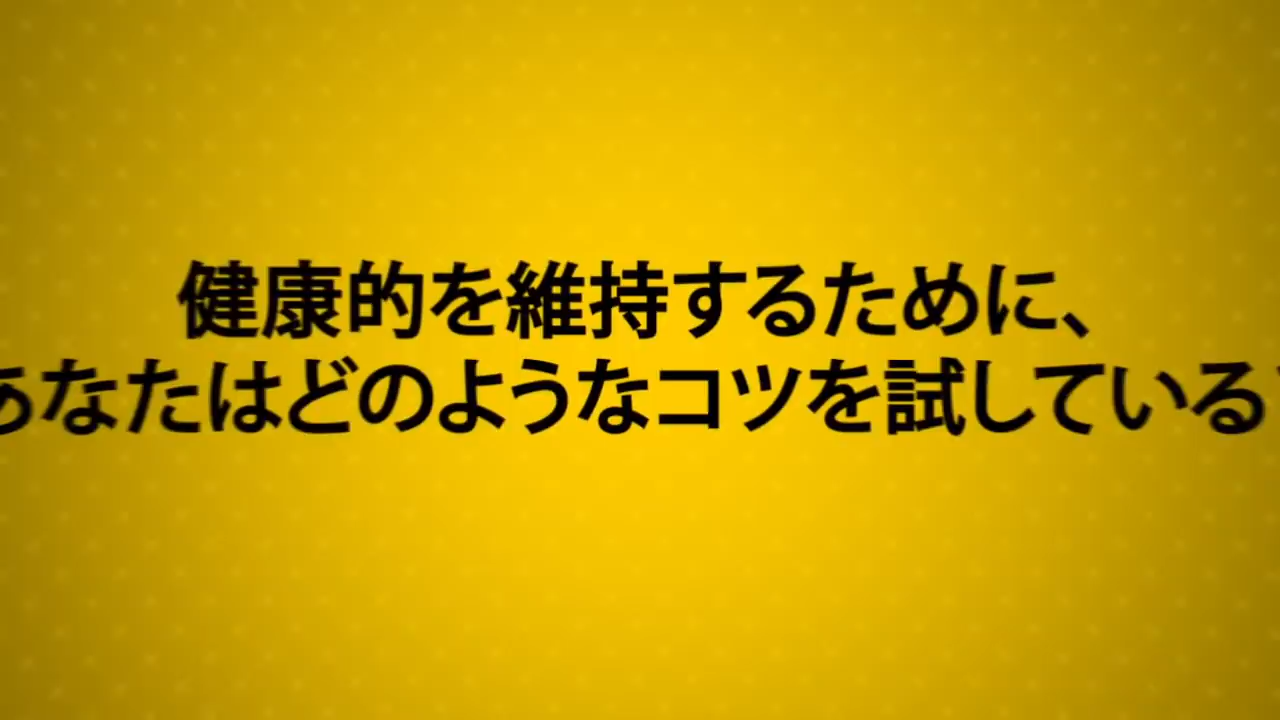 健康的を維持するために、
あなたはどのようなコツを試している